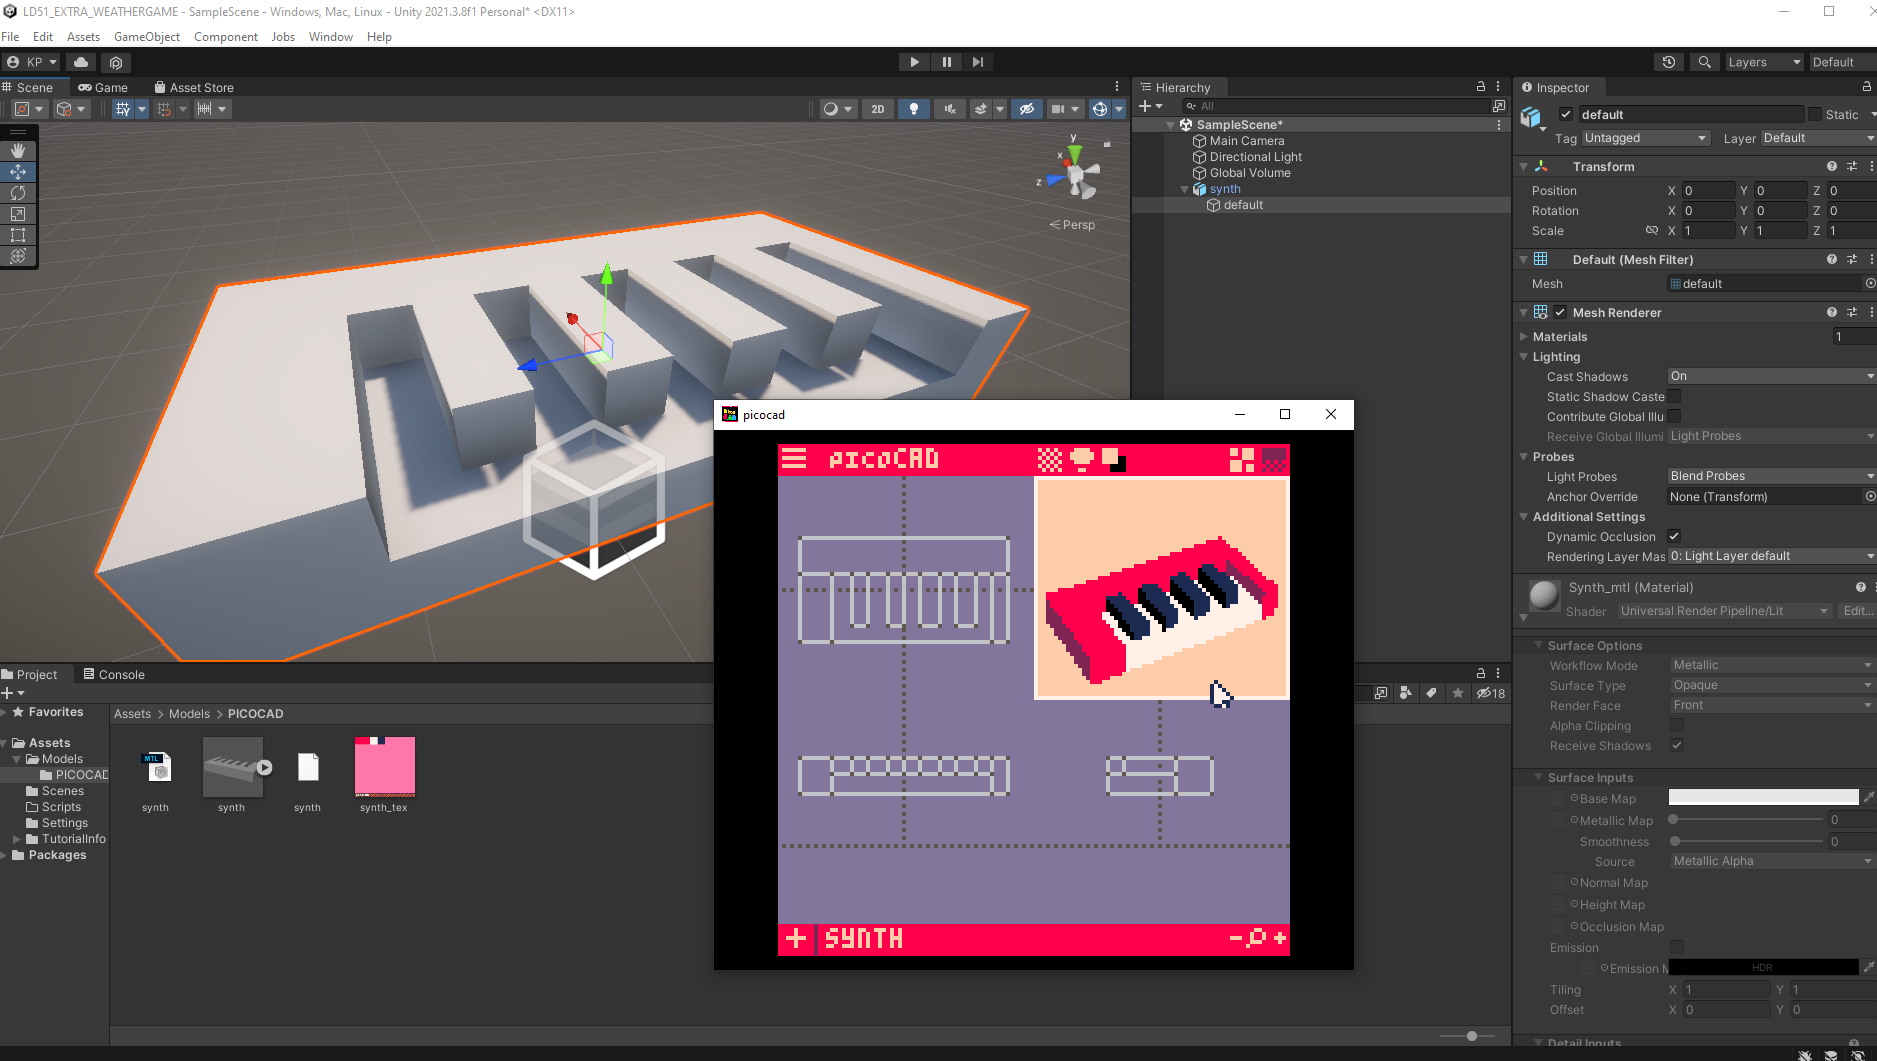 LD51_EXTRA_WEATHERGAME - SampleScene - Windows, Mac, Linux - Unity 2021.3.8f1 Personal* <DX11>
File Edit Assets GameObject Component Jobs Window Help
KP Layers Default
Scene Game Asset Store
2D
y
x
z
< Persp
Hierarchy
All
SampleScene*
Main Camera
Directional Light
Global Volume
synth
default
Inspector
default Static
Tag Untagged Layer Default
Transform
Position X 0 Y 0 Z 0
Rotation X 0 Y 0 Z 0
Scale X 1 Y 1 Z 1
Default (Mesh Filter)
Mesh default
Mesh Renderer
Materials 1
Lighting
Cast Shadows On
Static Shadow Caste
Contribute Global Illu
Receive Global Illumi Light Probes
Probes
Light Probes Blend Probes
Anchor Override None (Transform)
Additional Settings
Dynamic Occlusion
Rendering Layer Mas 0: Light Layer default
Synth_mtl (Material)
Shader Universal Render Pipeline/Lit Edit...
Surface Options
Workflow Mode Metallic
Surface Type Opaque
Render Face Front
Alpha Clipping
Receive Shadows
Surface Inputs
Base Map
Metallic Map 0
Smoothness 0
Source Metallic Alpha
Normal Map
Height Map
Occlusion Map
Emission
Emission M HDR
Tiling X 1 Y 1
Offset X 0 Y 0
Detail Inputs
picocad
picoCAD
SYNTH
Project Console
18
Favorites
Assets
Models
PICOCAD
Scenes
Scripts
Settings
TutorialInfo
Packages
Assets > Models > PICOCAD
MTL
synth synth synth synth_tex